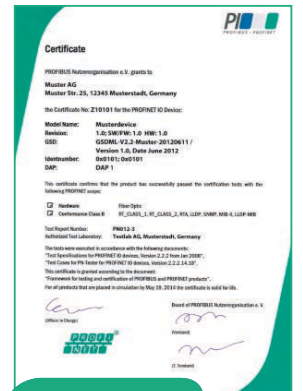 PI
PROFIBUS · PROFINET
Certificate
PROFIBUS Nutzerorganisation e.V. grants to
Muster AG
Muster Str. 25, 12345 Musterstadt, Germany
the Certificate No: Z10101 for the PROFINET IO Device:
Model Name: Musterdevice
Revision: 1.0; SW/FW: 1.0 HW: 1.0
GSD: GSDML-V2.2-Muster-20120611 /
Version 1.0, Date June 2012
Identnumber: 0x0101; 0x0101
DAP: DAP 1
This certificate confirms that the product has successfully passed the certification tests with the
following PROFINET scope:
Hardware Fiber Optic
Conformance Class B RT_CLASS_1, RT_CLASS_2, RTA, LLDP, SNMP, MIB-II, LLDP-MIB
Test Report Number: PN012-3
Authorized Test Laboratory: Testlab AG, Musterstadt, Germany
The tests were executed in accordance with the following documents:
"Test Specifications for PROFINET IO devices, Version 2.2 from Jan 2008".
"Test Cases for PN-Tester for PROFINET IO devices, Version 2.2.2.14.18".
This certificate is granted according to the document:
"Framework for testing and certification of PROFIBUS and PROFINET products".
For all products that are placed in circulation by May 19, 2014 the certificate is valid for life.
Board of PROFIBUS Nutzerorganisation e. V.
(Officer in Charge)
PROFI
NET